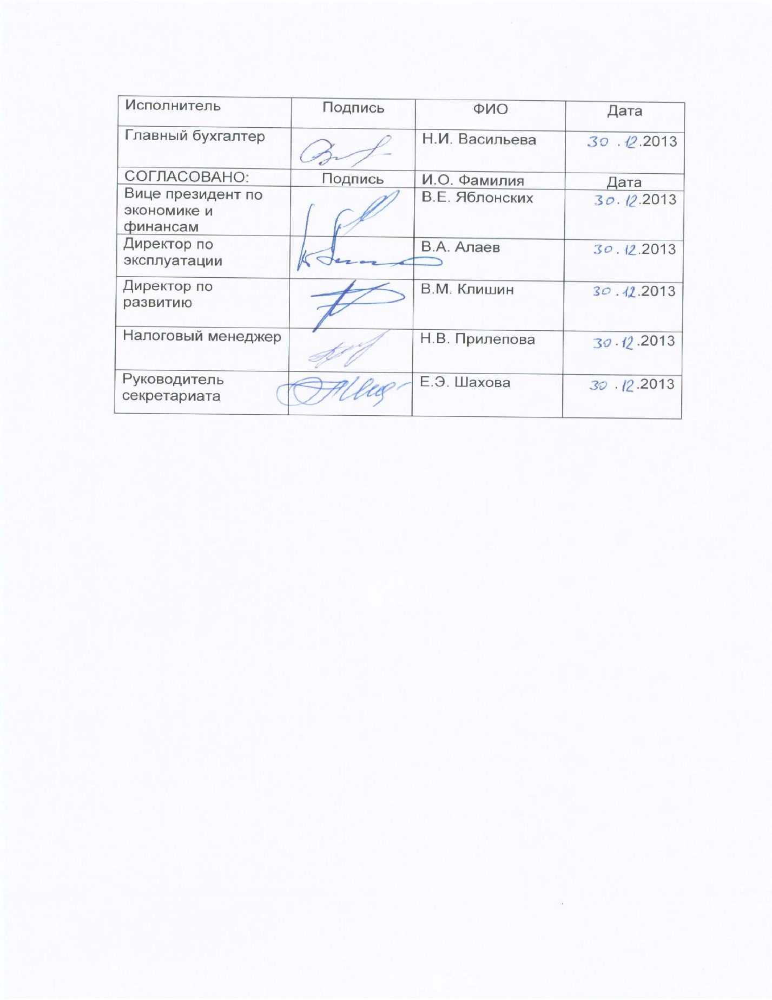 Исполнитель Подпись ФИО Дата
Главный бухгалтер Н.И. Васильева 30.12.2013
СОГЛАСОВАНО: Подпись И.О. Фамилия Дата
Вице президент по В.Е. Яблонских 30.12.2013
экономике и
финансам
Директор по В.А. Алаев 30.12.2013
эксплуатации
Директор по В.М. Клишин 30.12.2013
развитию
Налоговый менеджер Н.В. Прилепова 30.12.2013
Руководитель Е.Э. Шахова 30.12.2013
секретариата